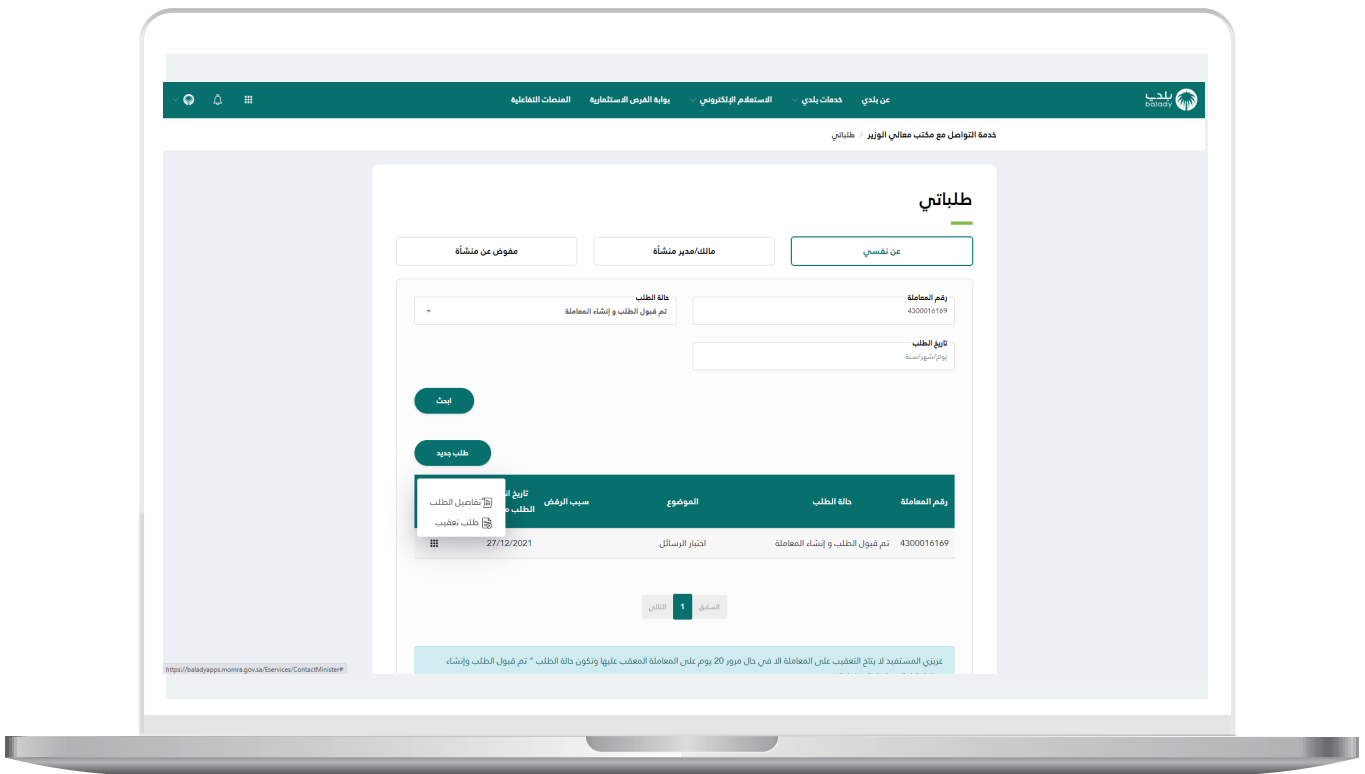 بلدي
balady
عن بلدي
خدمات بلدي
الاستعلام الإلكتروني
بوابة الفرص الاستثمارية
المنصات التفاعلية
خدمة التواصل مع مكتب معالي الوزير / طلباتي
طلباتي
عن نفسي
مالك/مدير منشأة
مفوض عن منشأة
رقم المعاملة
4300016169
حالة الطلب
تم قبول الطلب و إنشاء المعاملة
تاريخ الطلب
يوم/شهر/سنة
ابحث
طلب جديد
رقم المعاملة
حالة الطلب
الموضوع
سبب الرفض
تاريخ
الطلب
تفاصيل الطلب
طلب تعقيب
4300016169
تم قبول الطلب و إنشاء المعاملة
اختبار الرسائل
27/12/2021
السابق
1
التالي
عزيزي المستفيد لا يتاح التعقيب على المعاملة الا في حال مرور 20 يوم على المعاملة المعقب عليها وتكون حالة الطلب " تم قبول الطلب وإنشاء
https://baladyapps.momra.gov.sa/Eservices/ContactMinister#